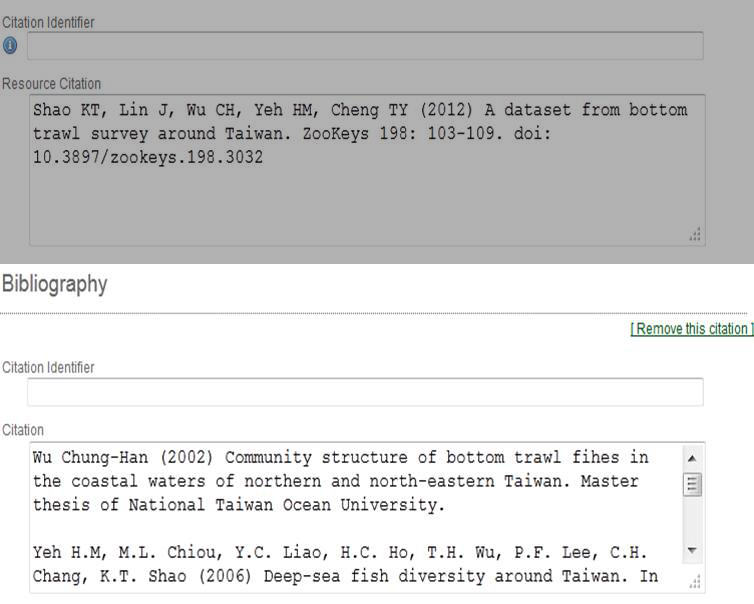 Citation Identifier
Resource Citation
Shao KT, Lin J, Wu CH, Yeh HM, Cheng TY (2012) A dataset from bottom
trawl survey around Taiwan. ZooKeys 198: 103-109. doi:
10.3897/zookeys.198.3032
Bibliography
[ Remove this citation ]
Citation Identifier
Citation
Wu Chung-Han (2002) Community structure of bottom trawl fihes in
the coastal waters of northern and north-eastern Taiwan. Master
thesis of National Taiwan Ocean University.
Yeh H.M, M.L. Chiou, Y.C. Liao, H.C. Ho, T.H. Wu, P.F. Lee, C.H.
Chang, K.T. Shao (2006) Deep-sea fish diversity around Taiwan. In